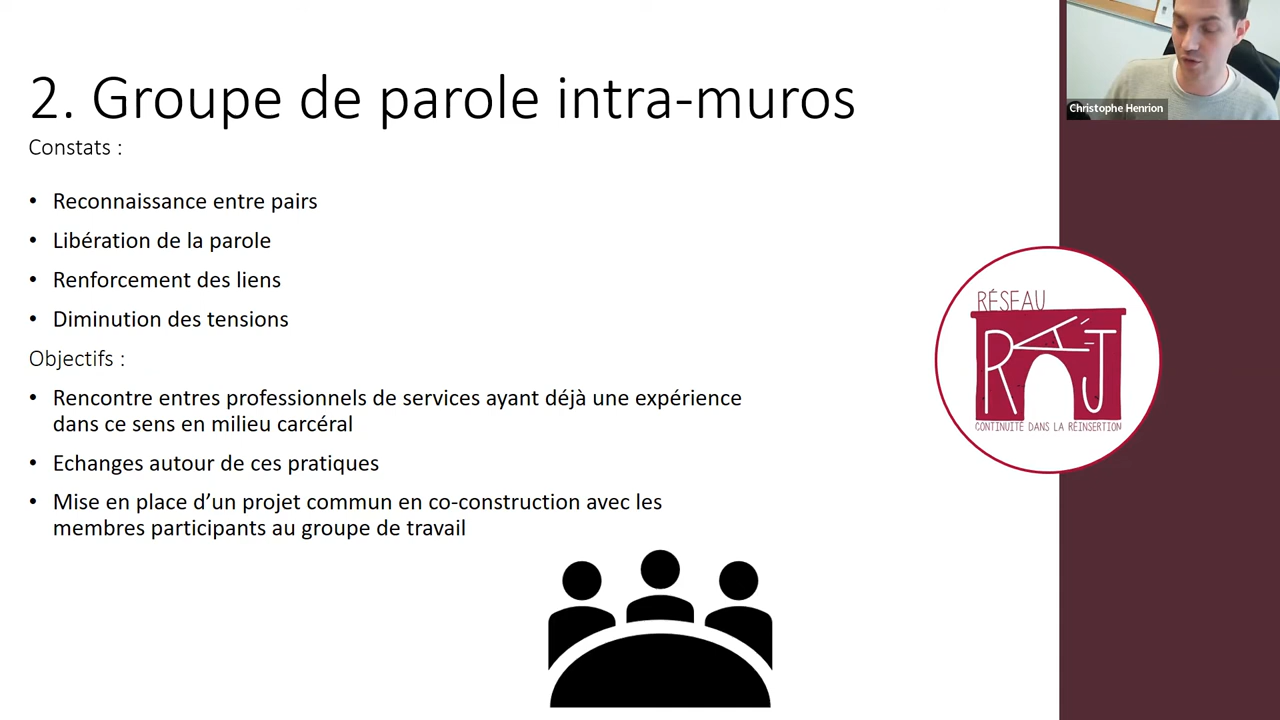 2. Groupe de parole intra-muros
Constats :
• Reconnaissance entre pairs
• Libération de la parole
• Renforcement des liens
• Diminution des tensions
Objectifs :
• Rencontre entres professionnels de services ayant déjà une expérience
dans ce sens en milieu carcéral
• Echanges autour de ces pratiques
• Mise en place d’un projet commun en co-construction avec les
membres participants au groupe de travail
Christophe Henrion
RÉSEAU
RAJ
CONTINUITÉ DANS LA RÉINSERTION